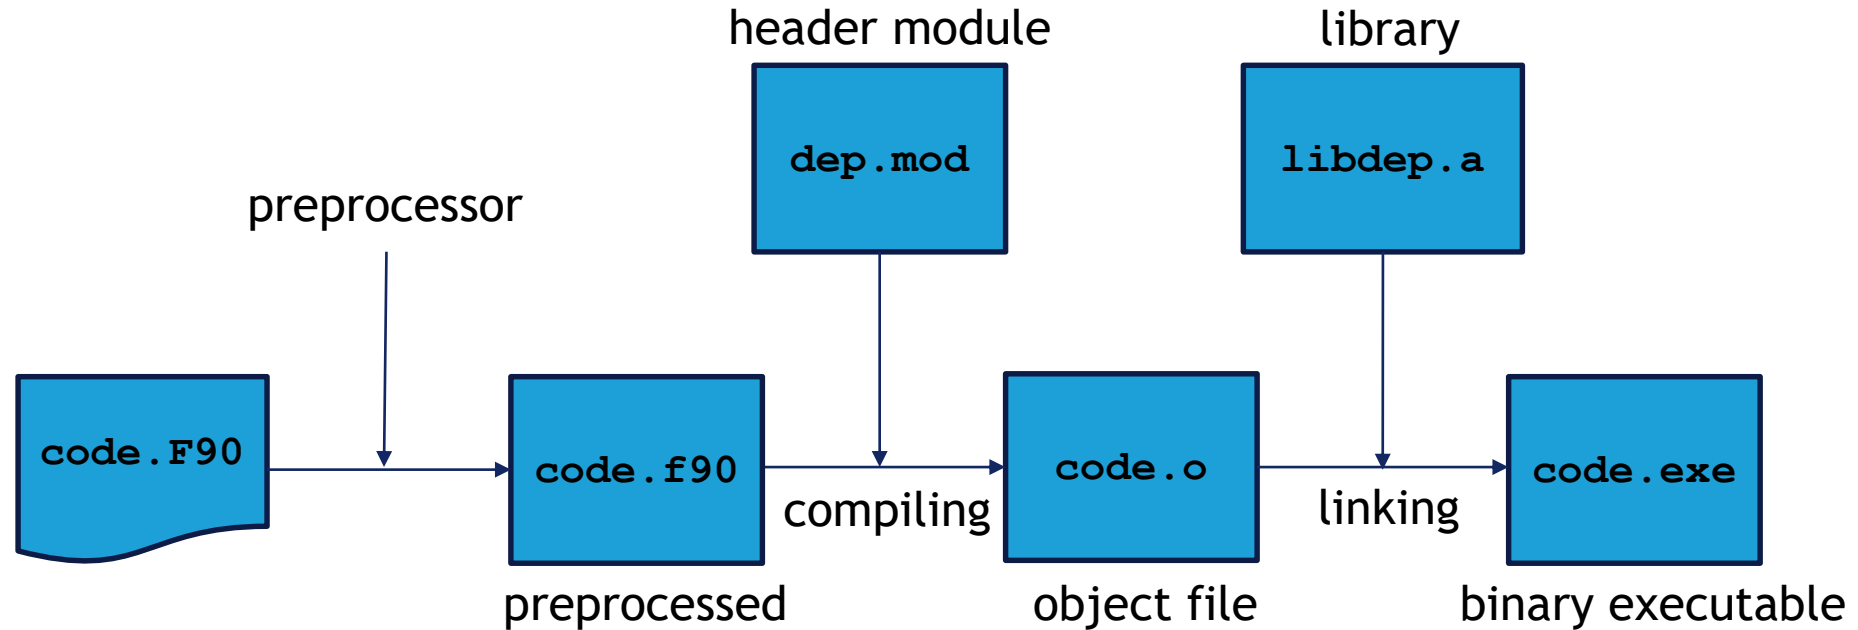 header module
library
dep.mod
libdep.a
preprocessor
code.F90
code.f90
code.o
code.exe
compiling
linking
preprocessed
object file
binary executable